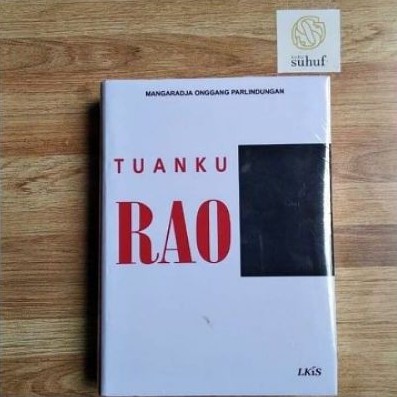 suhuf
MANGARADJA ONGGANG PARLINDUNGAN
TUANKU
RAO
LKiS